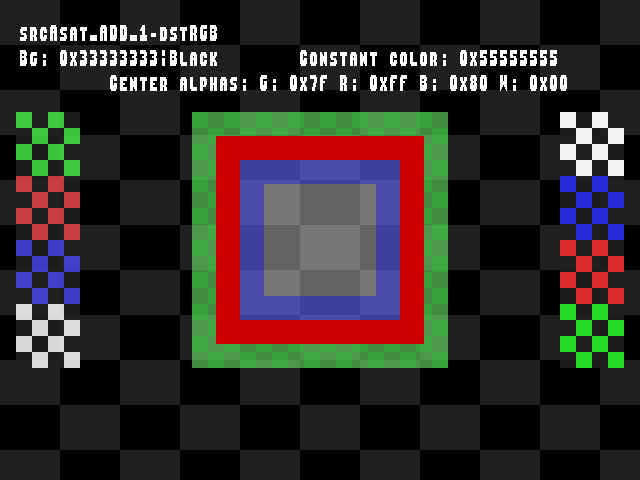 srcAsat_ADD_1-dstRGB
Bg: 0x33333333¦Black Constant color: 0x55555555
Center alphas: G: 0x7F R: 0xFF B: 0x80 W: 0x00